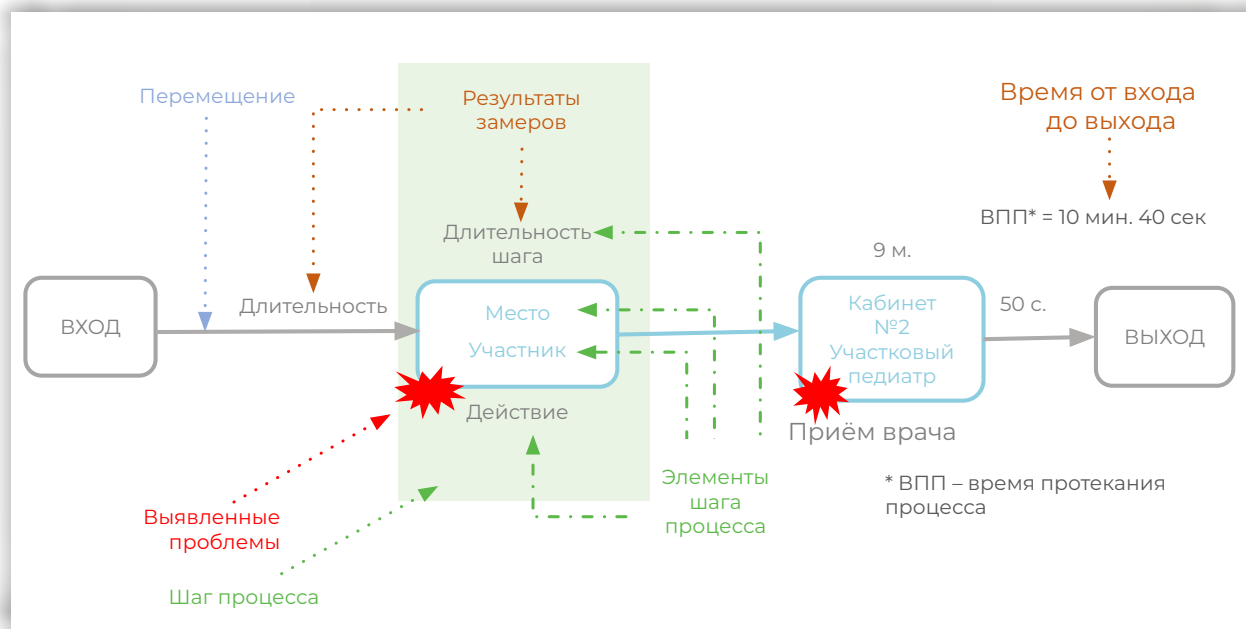 Перемещение
Результаты
замеров
Время от входа
до выхода
ВПП* = 10 мин. 40 сек
Длительность
шага
9 м.
ВХОД
Длительность
Место
Участник
Кабинет
№2
Участковый
педиатр
50 с.
ВЫХОД
Действие
Приём врача
Элементы
шага
процесса
* ВПП – время протекания
процесса
Выявленные
проблемы
Шаг процесса